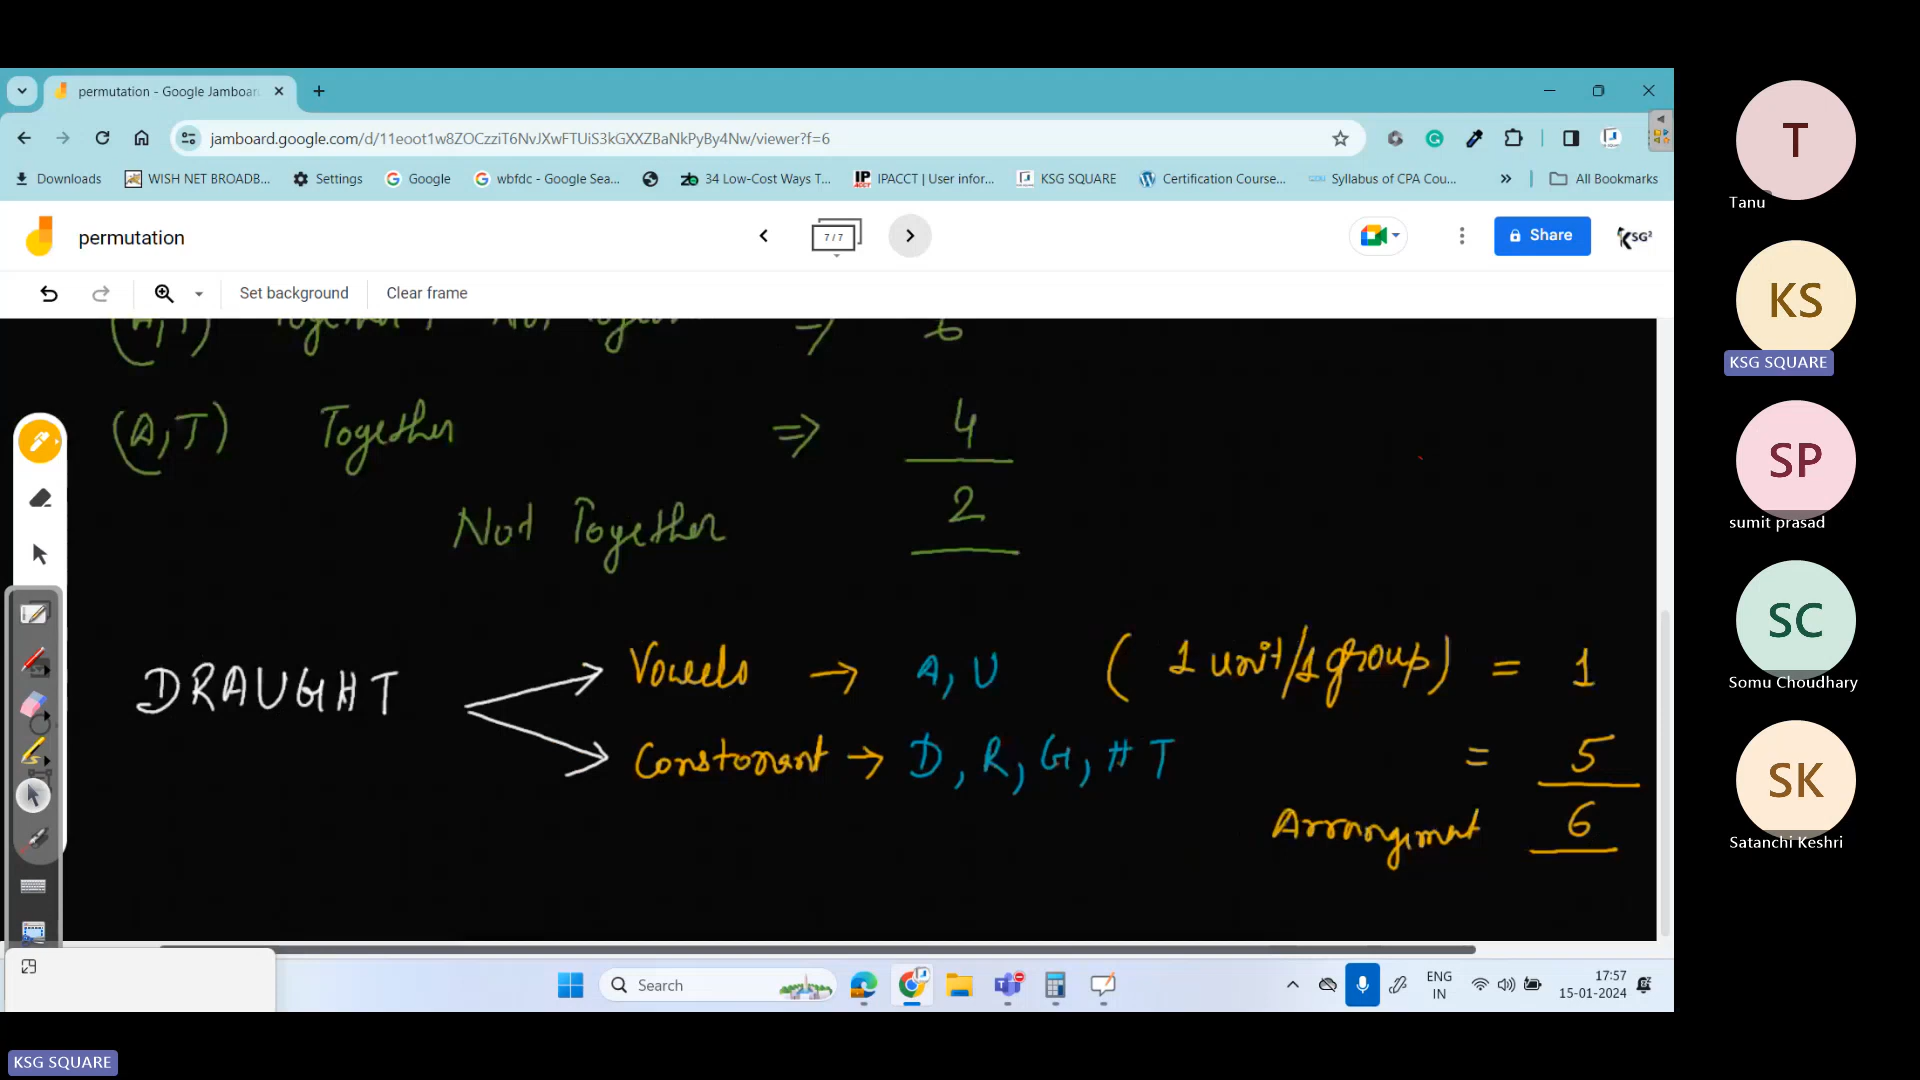 permutation - Google Jamboar
jamboard.google.com/d/11eoot1w8ZOCzziT6NvJXwFTUiS3kGXXZBaNkPyBy4Nw/viewer?f=6
Downloads WISH NET BROADB... Settings Google wbfdc - Google Sea... 34 Low-Cost Ways T... IPACCT | User infor... KSG SQUARE Certification Course... Syllabus of CPA Cou... » All Bookmarks
permutation
7 / 7
Share
KSG²
Set background Clear frame
(A,T) Together => 4
Not Together 2
DRAUGHT
Vowels → A, U ( 1 unit/1 group) = 1
Constonant → D, R, G, H T = 5
Arrangement 6
Search
ENG
IN
17:57
15-01-2024
T
Tanu
KS
KSG SQUARE
SP
sumit prasad
SC
Somu Choudhary
SK
Satanchi Keshri
KSG SQUARE